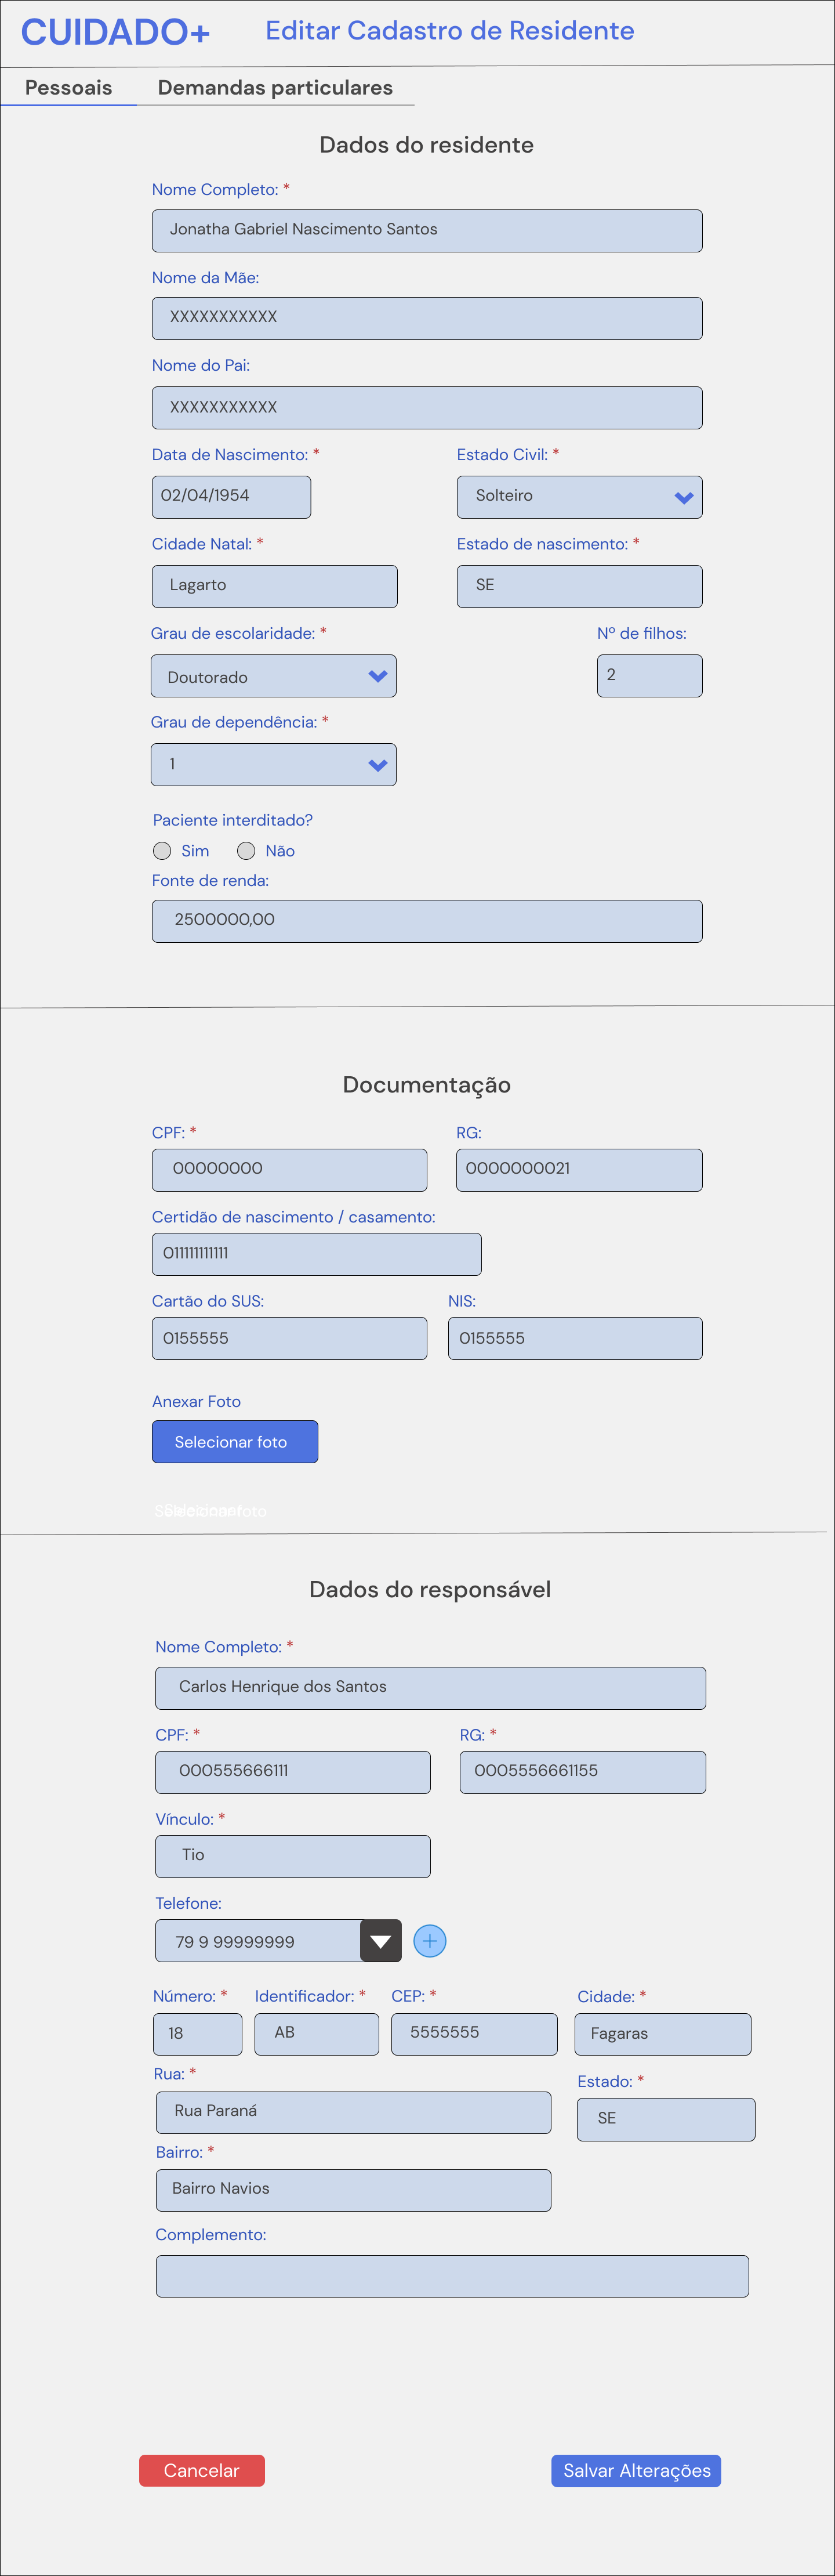 CUIDADO+ Editar Cadastro de Residente
Pessoais Demandas particulares
Dados do residente
Nome Completo: *
Jonatha Gabriel Nascimento Santos
Nome da Mãe:
XXXXXXXXXXX
Nome do Pai:
XXXXXXXXXXX
Data de Nascimento: * Estado Civil: *
02/04/1954 Solteiro
Cidade Natal: * Estado de nascimento: *
Lagarto SE
Grau de escolaridade: * Nº de filhos:
Doutorado 2
Grau de dependência: *
1
Paciente interditado?
Sim Não
Fonte de renda:
2500000,00
Documentação
CPF: * RG:
00000000 0000000021
Certidão de nascimento / casamento:
011111111111
Cartão do SUS: NIS:
0155555 0155555
Anexar Foto
Selecionar foto
Dados do responsável
Nome Completo: *
Carlos Henrique dos Santos
CPF: * RG: *
000555666111 0005556661155
Vínculo: *
Tio
Telefone:
79 9 99999999
Número: * Identificador: * CEP: * Cidade: *
18 AB 5555555 Fagaras
Rua: * Estado: *
Rua Paraná SE
Bairro: *
Bairro Navios
Complemento:
Cancelar Salvar Alterações